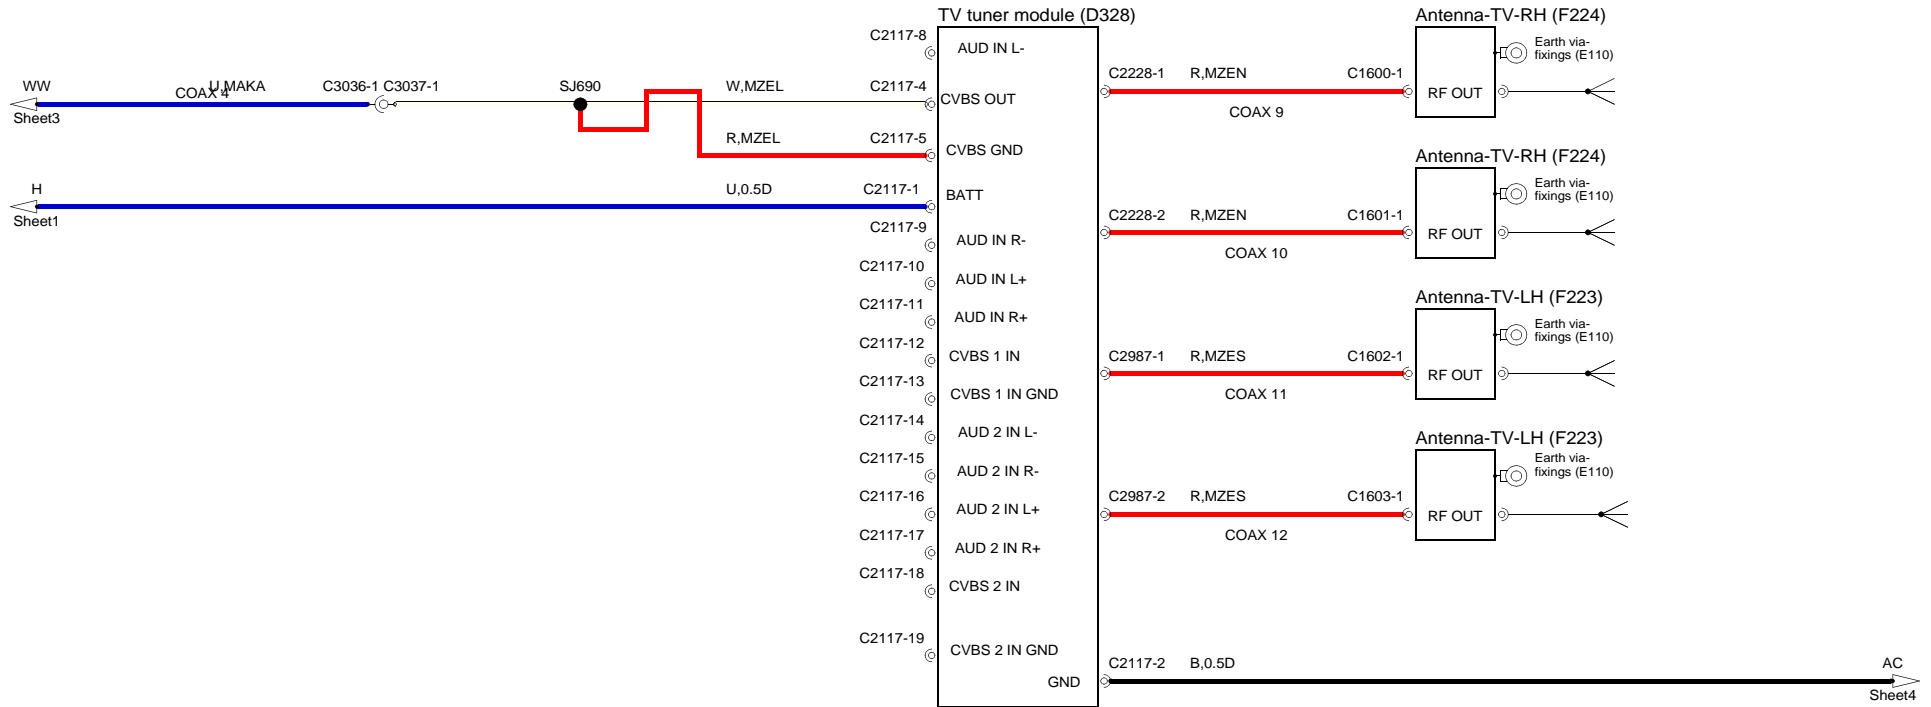 TV tuner module (D328)
Antenna-TV-RH (F224)
C2117-8
AUD IN L-
Earth via-
fixings (E110)
WW
COAX 4
U,MAKA
C3036-1
C3037-1
SJ690
W,MZEL
C2117-4
CVBS OUT
C2228-1
R,MZEN
C1600-1
RF OUT
Sheet3
COAX 9
R,MZEL
C2117-5
CVBS GND
Antenna-TV-RH (F224)
Earth via-
fixings (E110)
H
U,0.5D
C2117-1
BATT
Sheet1
C2228-2
R,MZEN
C1601-1
RF OUT
COAX 10
C2117-9
AUD IN R-
C2117-10
AUD IN L+
C2117-11
AUD IN R+
Antenna-TV-LH (F223)
Earth via-
fixings (E110)
C2117-12
CVBS 1 IN
C2987-1
R,MZES
C1602-1
RF OUT
COAX 11
C2117-13
CVBS 1 IN GND
C2117-14
AUD 2 IN L-
Antenna-TV-LH (F223)
Earth via-
fixings (E110)
C2117-15
AUD 2 IN R-
C2117-16
AUD 2 IN L+
C2987-2
R,MZES
C1603-1
RF OUT
COAX 12
C2117-17
AUD 2 IN R+
C2117-18
CVBS 2 IN
C2117-19
CVBS 2 IN GND
GND
C2117-2
B,0.5D
AC
Sheet4